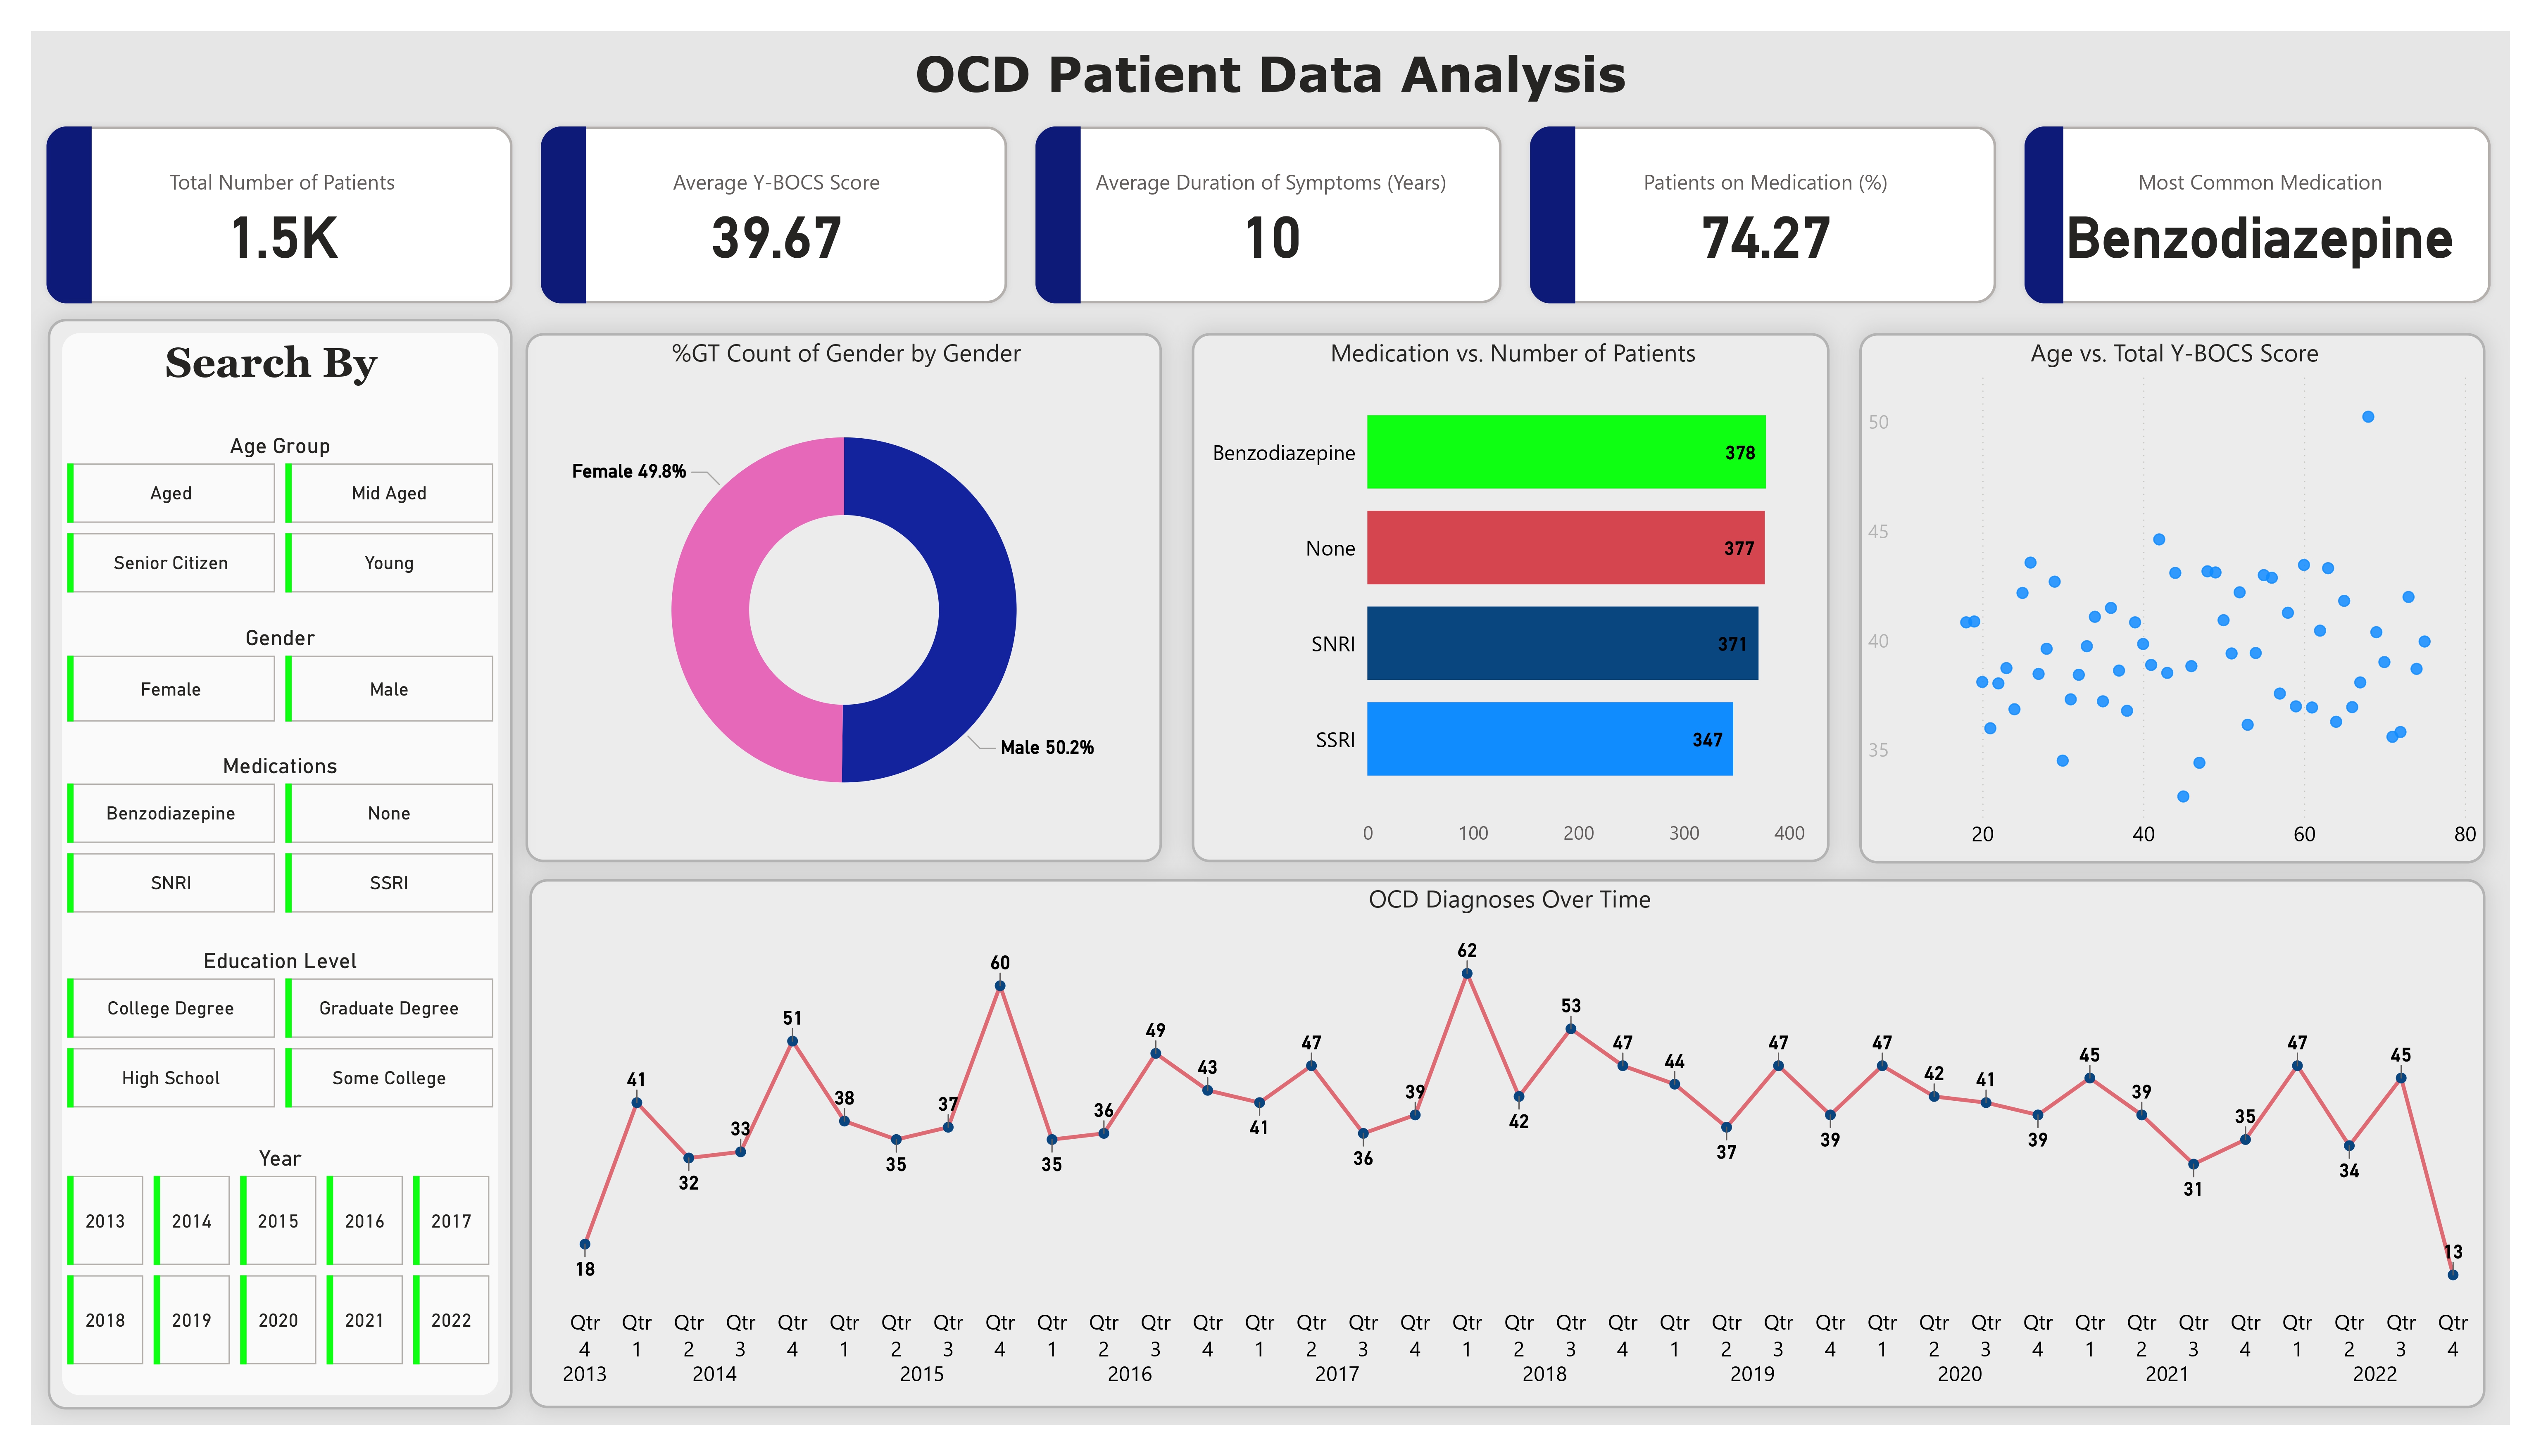 OCD Patient Data Analysis
Total Number of Patients
1.5K
Average Y-BOCS Score
39.67
Average Duration of Symptoms (Years)
10
Patients on Medication (%)
74.27
Most Common Medication
Benzodiazepine
Search By
Age Group
Aged
Mid Aged
Senior Citizen
Young
Gender
Female
Male
Medications
Benzodiazepine
None
SNRI
SSRI
Education Level
College Degree
Graduate Degree
High School
Some College
Year
2013 2014 2015 2016 2017
2018 2019 2020 2021 2022
%GT Count of Gender by Gender
Female 49.8%
Male 50.2%
Medication vs. Number of Patients
Benzodiazepine 378
None 377
SNRI 371
SSRI 347
0 100 200 300 400
Age vs. Total Y-BOCS Score
50
45
40
35
20 40 60 80
OCD Diagnoses Over Time
18 41 32 33 51 38 35 37 60 35 36 49 43 41 47 36 39 62 42 53 47 44 37 47 39 47 42 41 39 45 39 31 35 47 34 45 13
Qtr Qtr Qtr Qtr Qtr Qtr Qtr Qtr Qtr Qtr Qtr Qtr Qtr Qtr Qtr Qtr Qtr Qtr Qtr Qtr Qtr Qtr Qtr Qtr Qtr Qtr Qtr Qtr Qtr Qtr Qtr Qtr Qtr Qtr Qtr Qtr Qtr
4 1 2 3 4 1 2 3 4 1 2 3 4 1 2 3 4 1 2 3 4 1 2 3 4 1 2 3 4 1 2 3 4 1 2 3 4
2013 2014 2015 2016 2017 2018 2019 2020 2021 2022